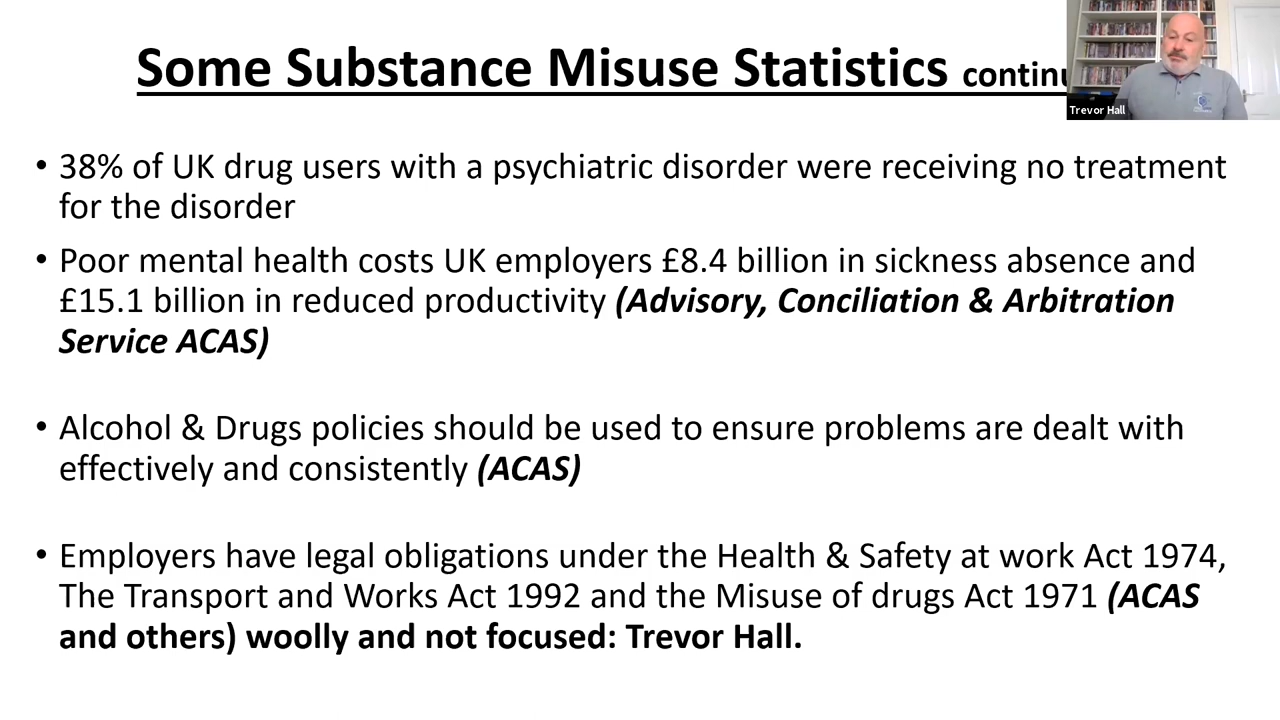 Some Substance Misuse Statistics continu
Trevor Hall
• 38% of UK drug users with a psychiatric disorder were receiving no treatment
for the disorder
• Poor mental health costs UK employers £8.4 billion in sickness absence and
£15.1 billion in reduced productivity (Advisory, Conciliation & Arbitration
Service ACAS)
• Alcohol & Drugs policies should be used to ensure problems are dealt with
effectively and consistently (ACAS)
• Employers have legal obligations under the Health & Safety at work Act 1974,
The Transport and Works Act 1992 and the Misuse of drugs Act 1971 (ACAS
and others) woolly and not focused: Trevor Hall.